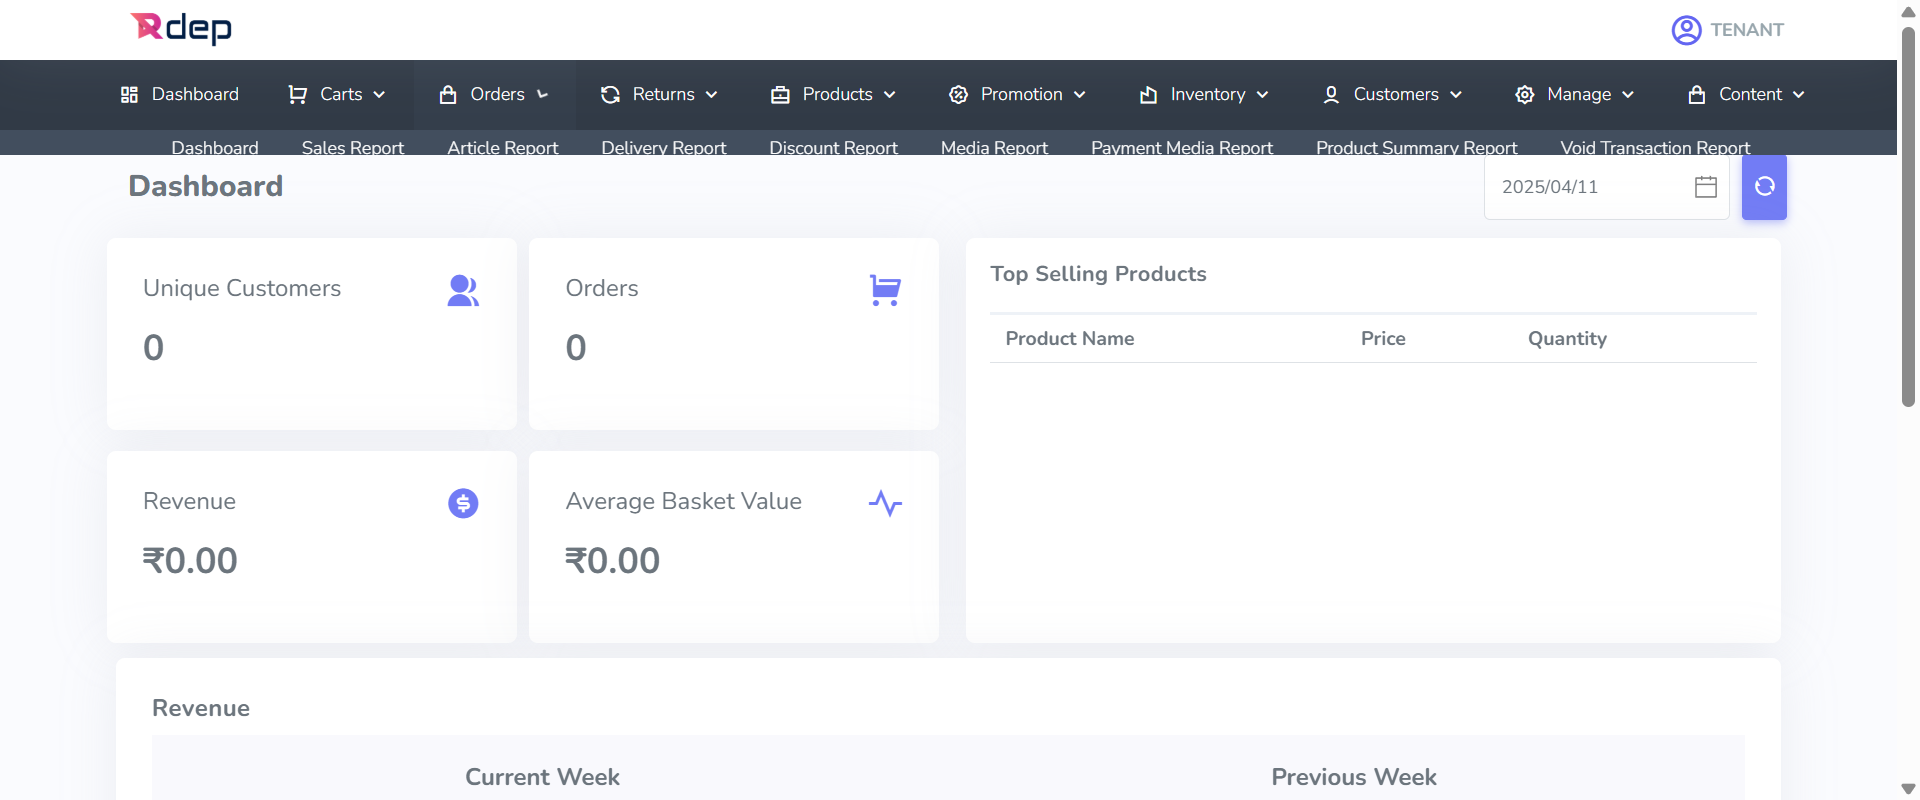 Rdep
TENANT
Dashboard Carts Orders Returns Products Promotion Inventory Customers Manage Content
Dashboard Sales Report Article Report Delivery Report Discount Report Media Report Payment Media Report Product Summary Report Void Transaction Report
Dashboard
2025/04/11
Unique Customers
0
Orders
0
Top Selling Products
Product Name Price Quantity
Revenue
₹0.00
Average Basket Value
₹0.00
Revenue
Current Week Previous Week